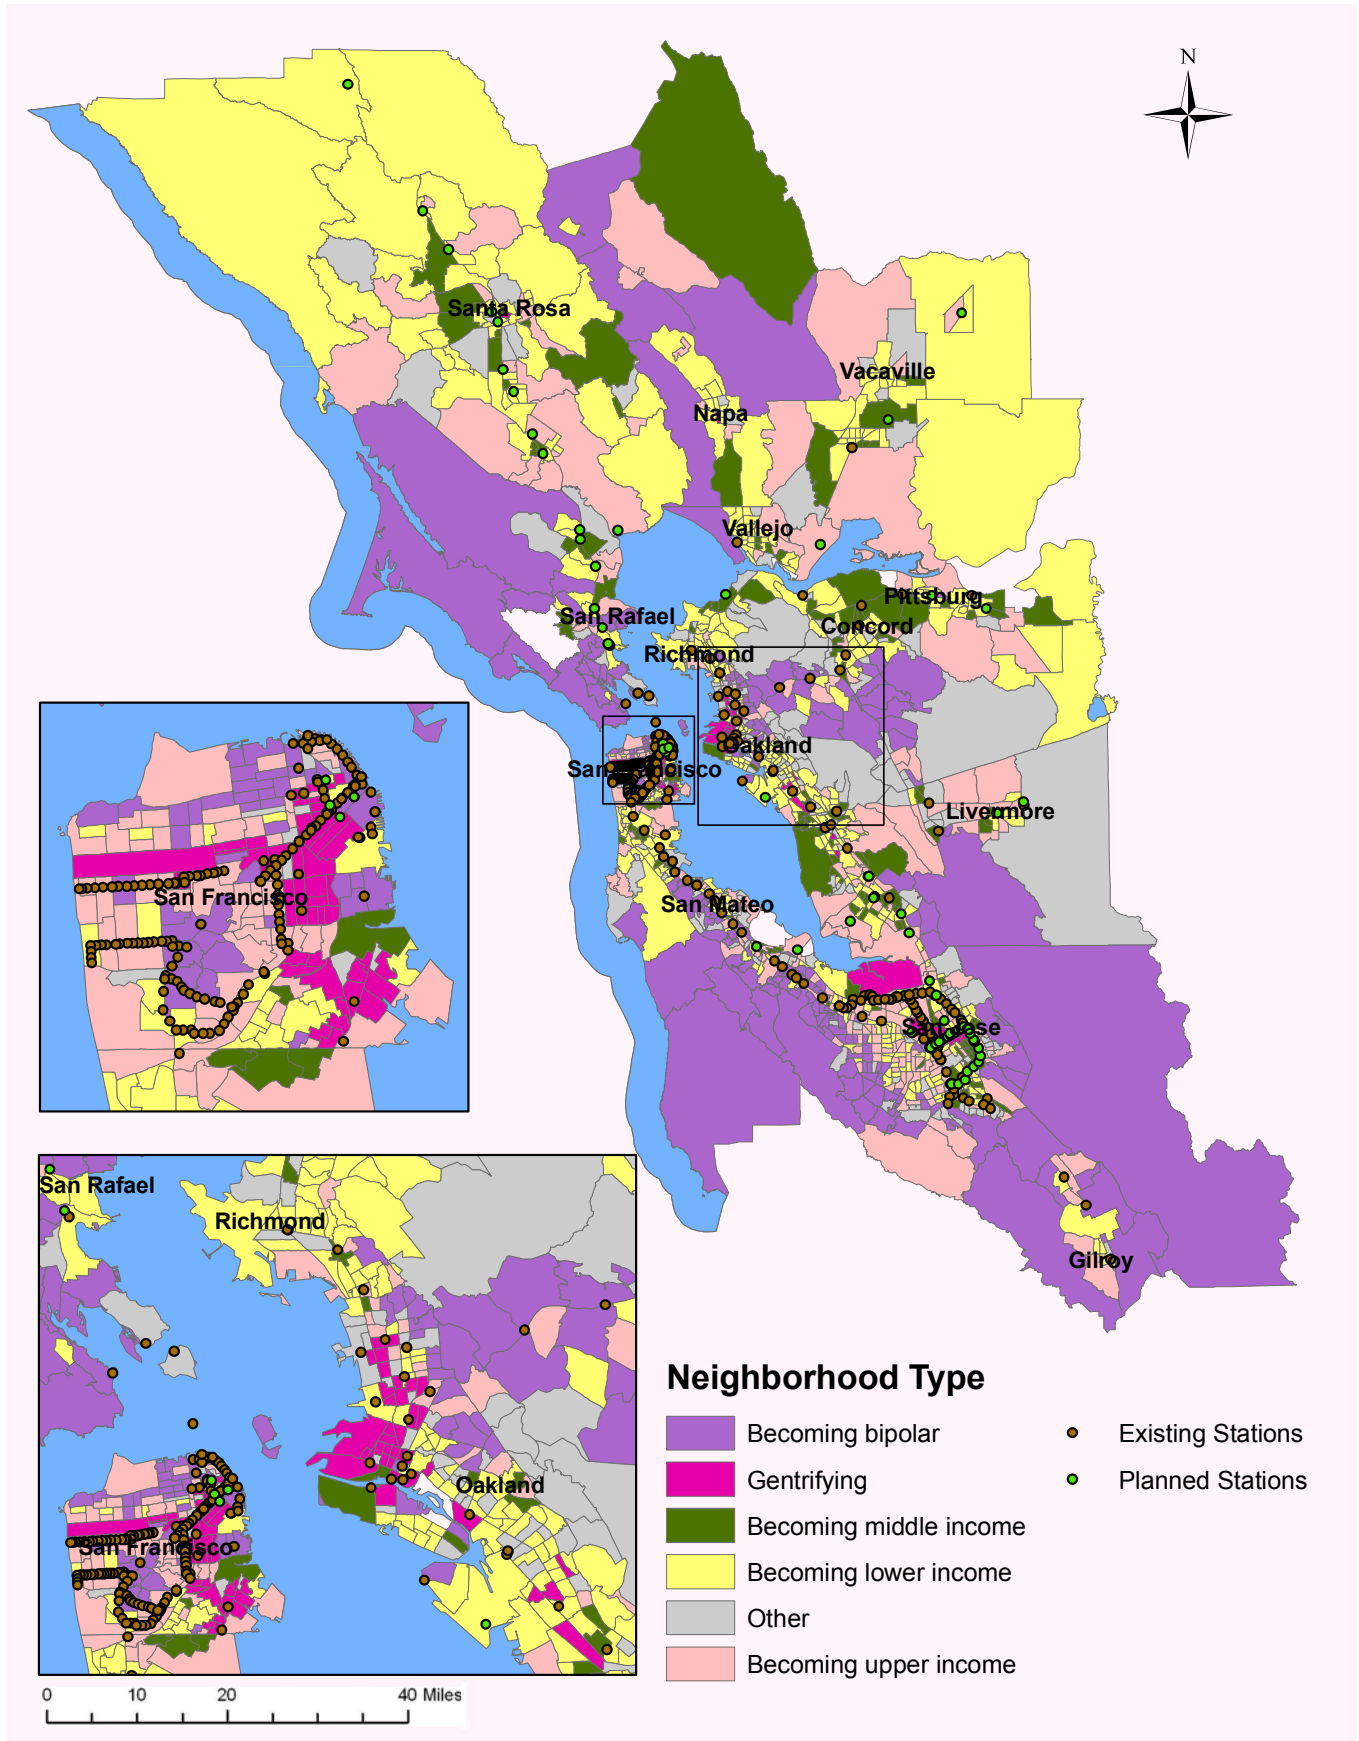 N
Santa Rosa
Vacaville
Napa
Vallejo
Pittsburg
San Rafael
Concord
Richmond
Oakland
San Francisco
Livermore
San Francisco
San Mateo
San Jose
San Rafael
Richmond
Gilroy
Neighborhood Type
Becoming bipolar
Existing Stations
Gentrifying
Planned Stations
Oakland
Becoming middle income
San Francisco
Becoming lower income
Other
Becoming upper income
0 10 20 40 Miles